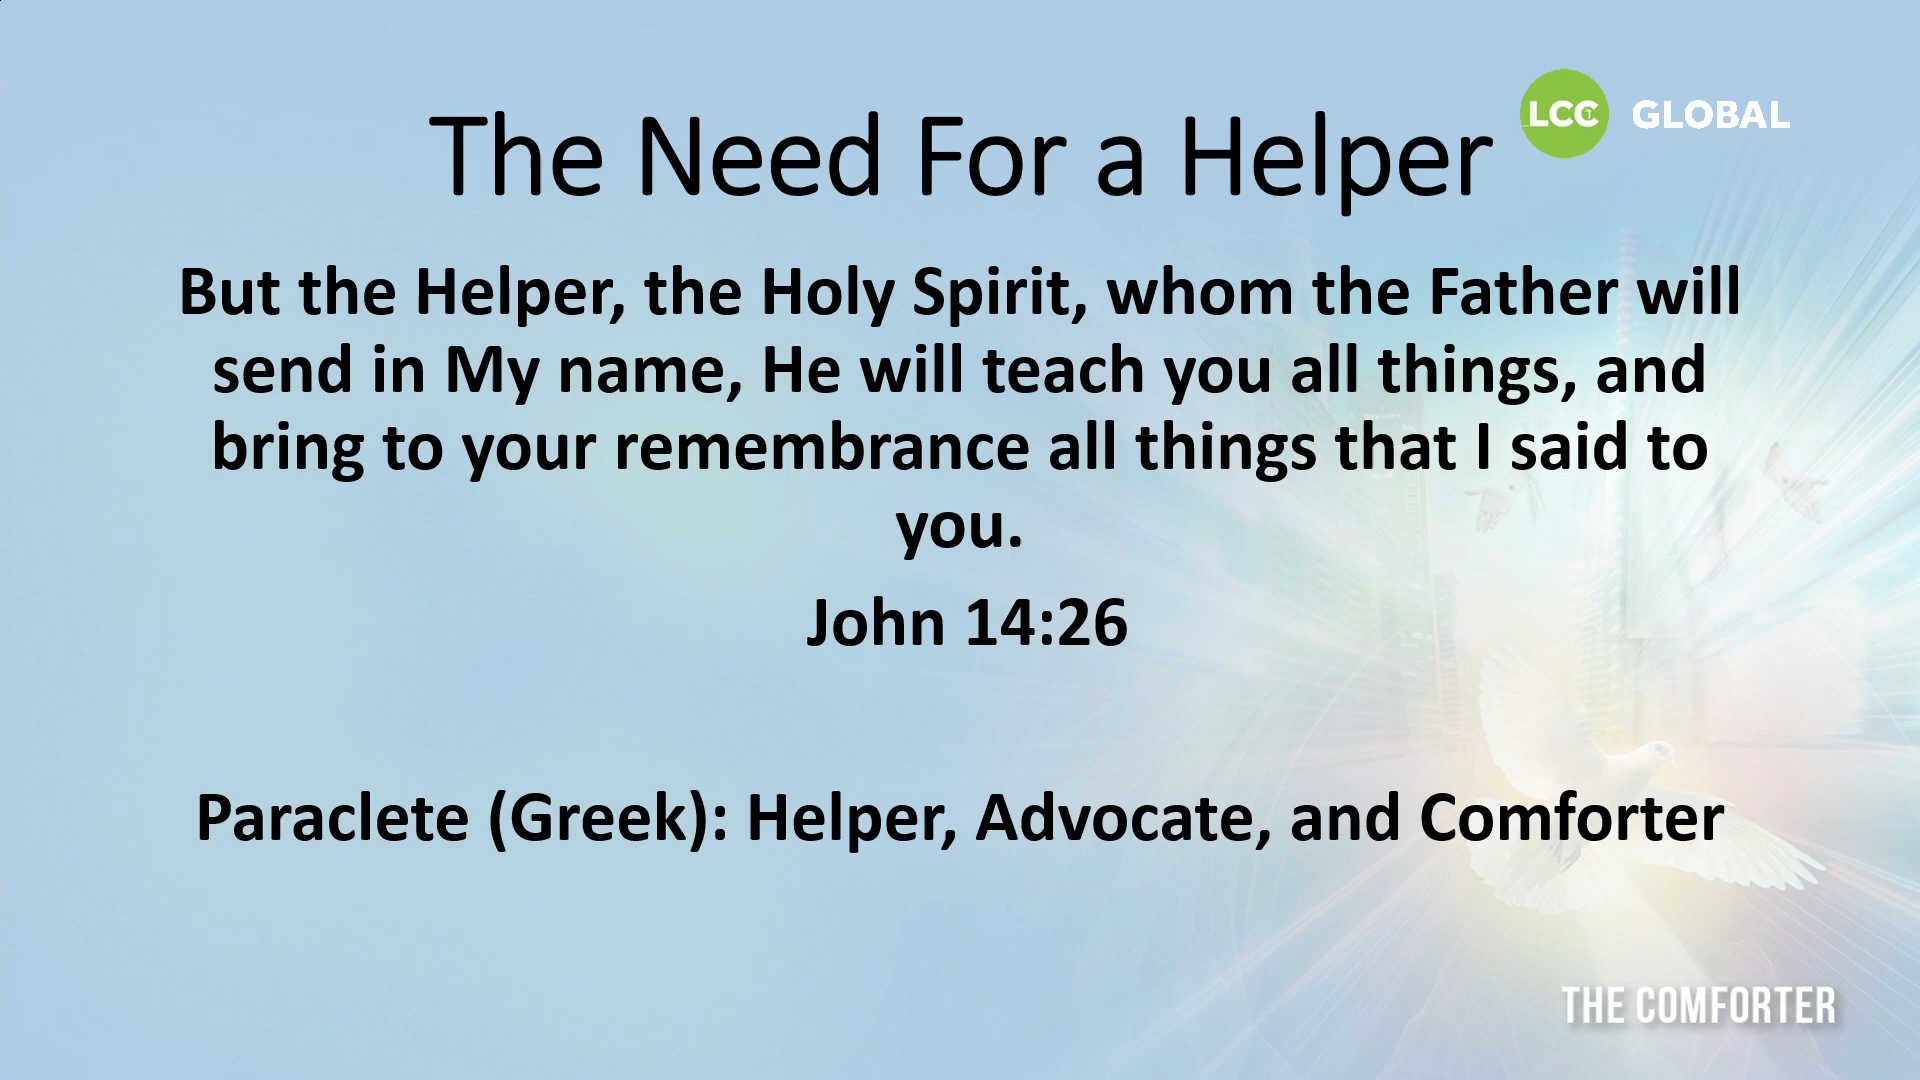 LCC GLOBAL
The Need For a Helper
But the Helper, the Holy Spirit, whom the Father will
send in My name, He will teach you all things, and
bring to your remembrance all things that I said to
you.
John 14:26
Paraclete (Greek): Helper, Advocate, and Comforter
THE COMFORTER